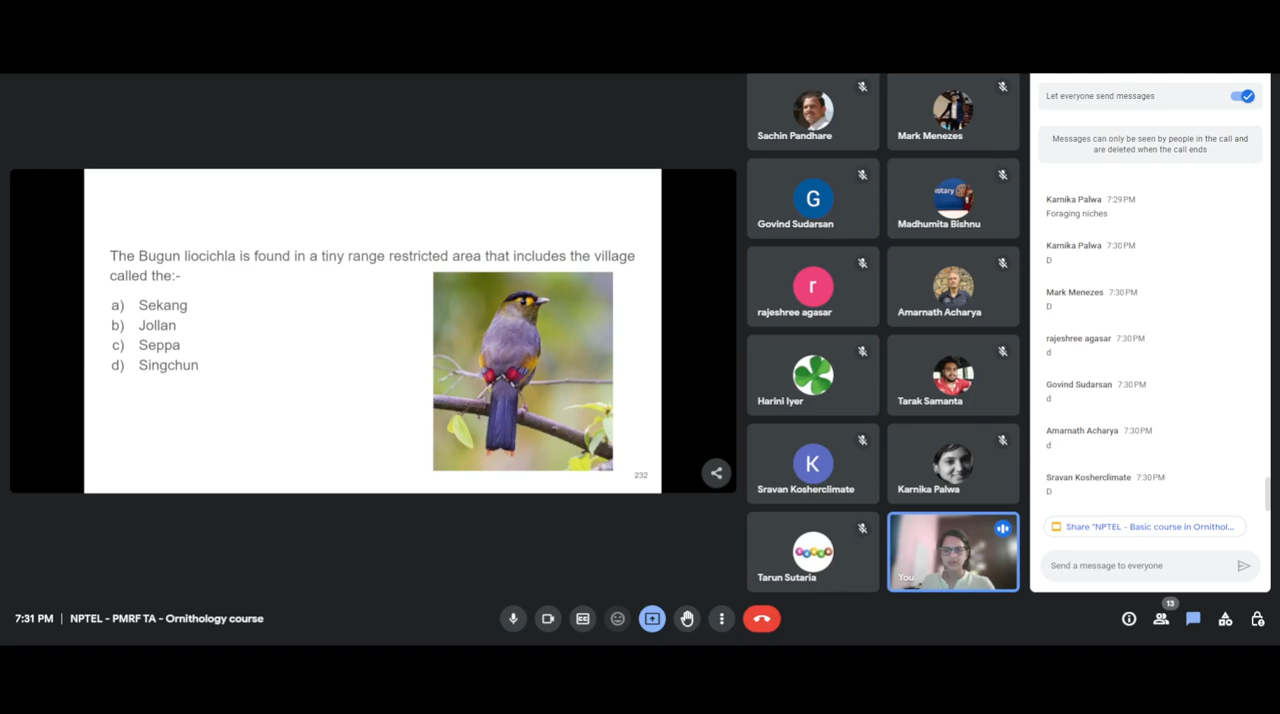 The Bugun liocichla is found in a tiny range restricted area that includes the village
called the:-
a) Sekang
b) Jollan
c) Seppa
d) Singchun
232
Sachin Pandhare
Mark Menezes
G
Govind Sudarsan
otary
Madhumita Bishnu
r
rajeshree agasar
Amarnath Acharya
Harini Iyer
Tarak Samanta
K
Sravan Kosherclimate
Karnika Palwa
Tarun Sutaria
You
Let everyone send messages
Messages can only be seen by people in the call and
are deleted when the call ends
Karnika Palwa 7:29 PM
Foraging niches
Karnika Palwa 7:30 PM
D
Mark Menezes 7:30 PM
D
rajeshree agasar 7:30 PM
d
Govind Sudarsan 7:30 PM
d
Amarnath Acharya 7:30 PM
d
Sravan Kosherclimate 7:30 PM
D
Share "NPTEL - Basic course in Ornithol...
Send a message to everyone
7:31 PM | NPTEL - PMRF TA - Ornithology course
13